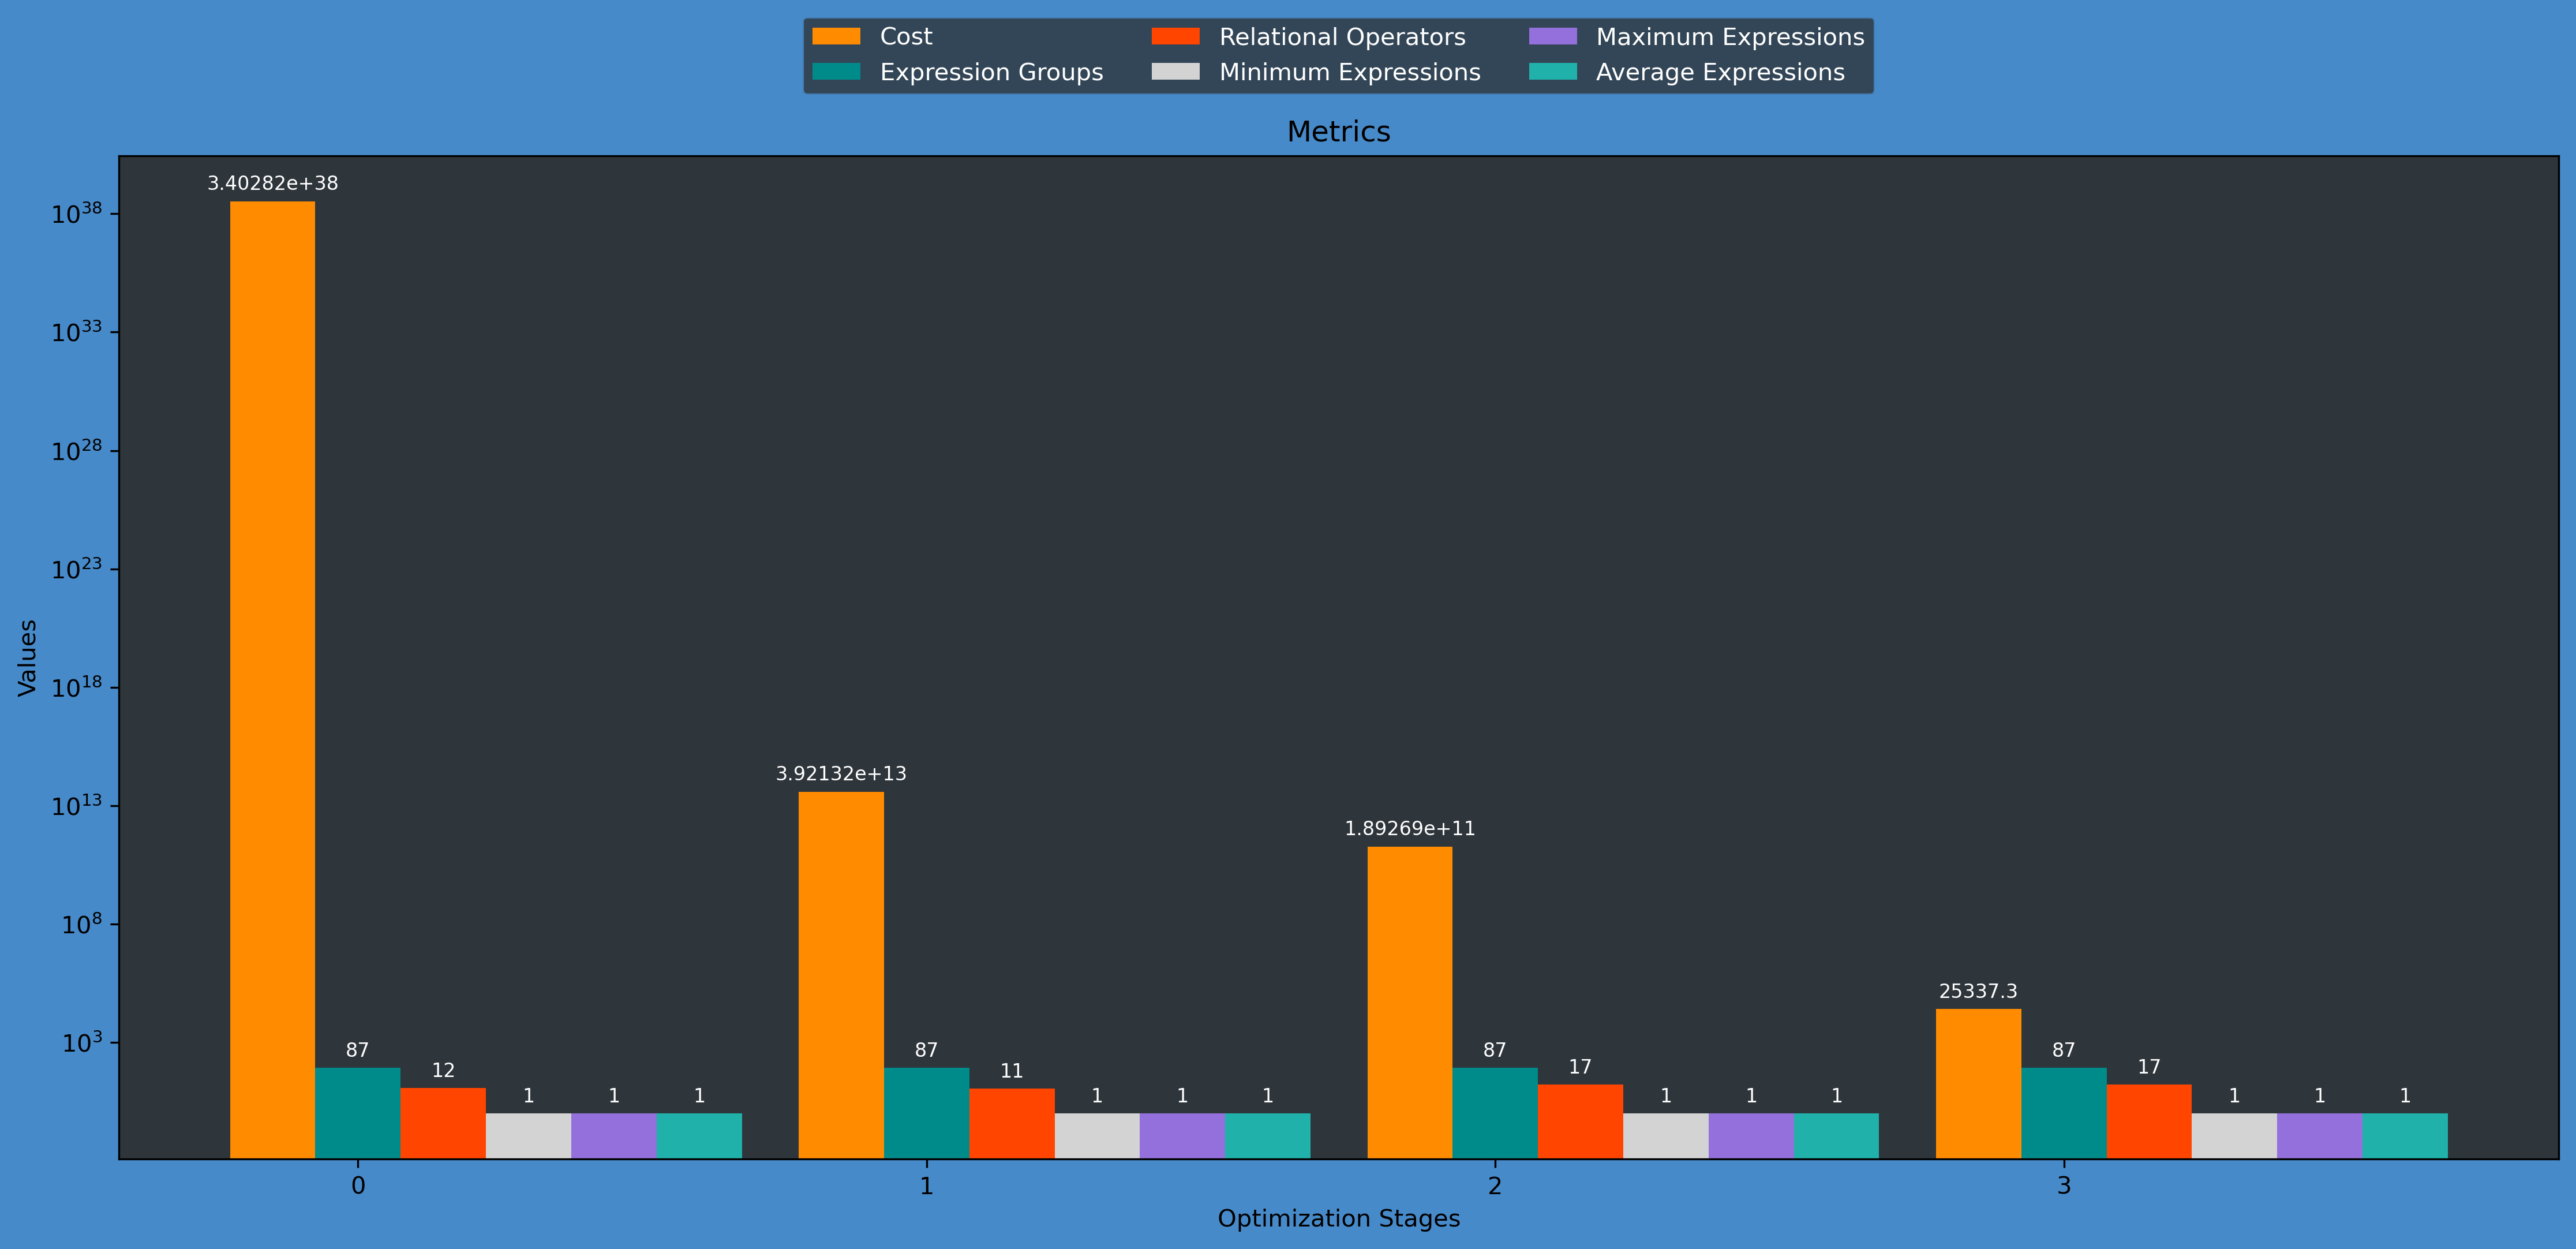 Cost
Expression Groups
Relational Operators
Minimum Expressions
Maximum Expressions
Average Expressions
Metrics
Values
10^38
10^33
10^28
10^23
10^18
10^13
10^8
10^3
3.40282e+38
87
12
1
1
1
3.92132e+13
87
11
1
1
1
1.89269e+11
87
17
1
1
1
25337.3
87
17
1
1
1
0
1
2
3
Optimization Stages